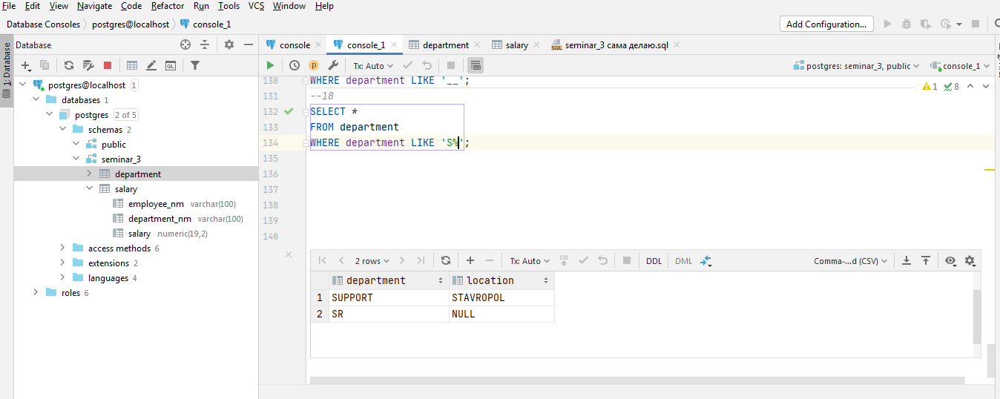 File Edit View Navigate Code Refactor Run Tools VCS Window Help
Database Consoles postgres@localhost console_1 Add Configuration...
1: Database
Database
console console_1 department salary seminar_3 сама делаю.sql
Tx: Auto postgres: seminar_3, public console_1
postgres@localhost 1
databases 1
postgres 2 of 5
schemas 2
public
seminar_3
department
salary
employee_nm varchar(100)
department_nm varchar(100)
salary numeric(19,2)
access methods 6
extensions 2
languages 4
roles 6
130 WHERE department LIKE '__';
1 8
131 --18
132 SELECT *
133 FROM department
134 WHERE department LIKE 'S%';
135
136
137
138
139
140
2 rows Tx: Auto DB DDL DML Comma-...d (CSV)
department location
1 SUPPORT STAVROPOL
2 SR NULL